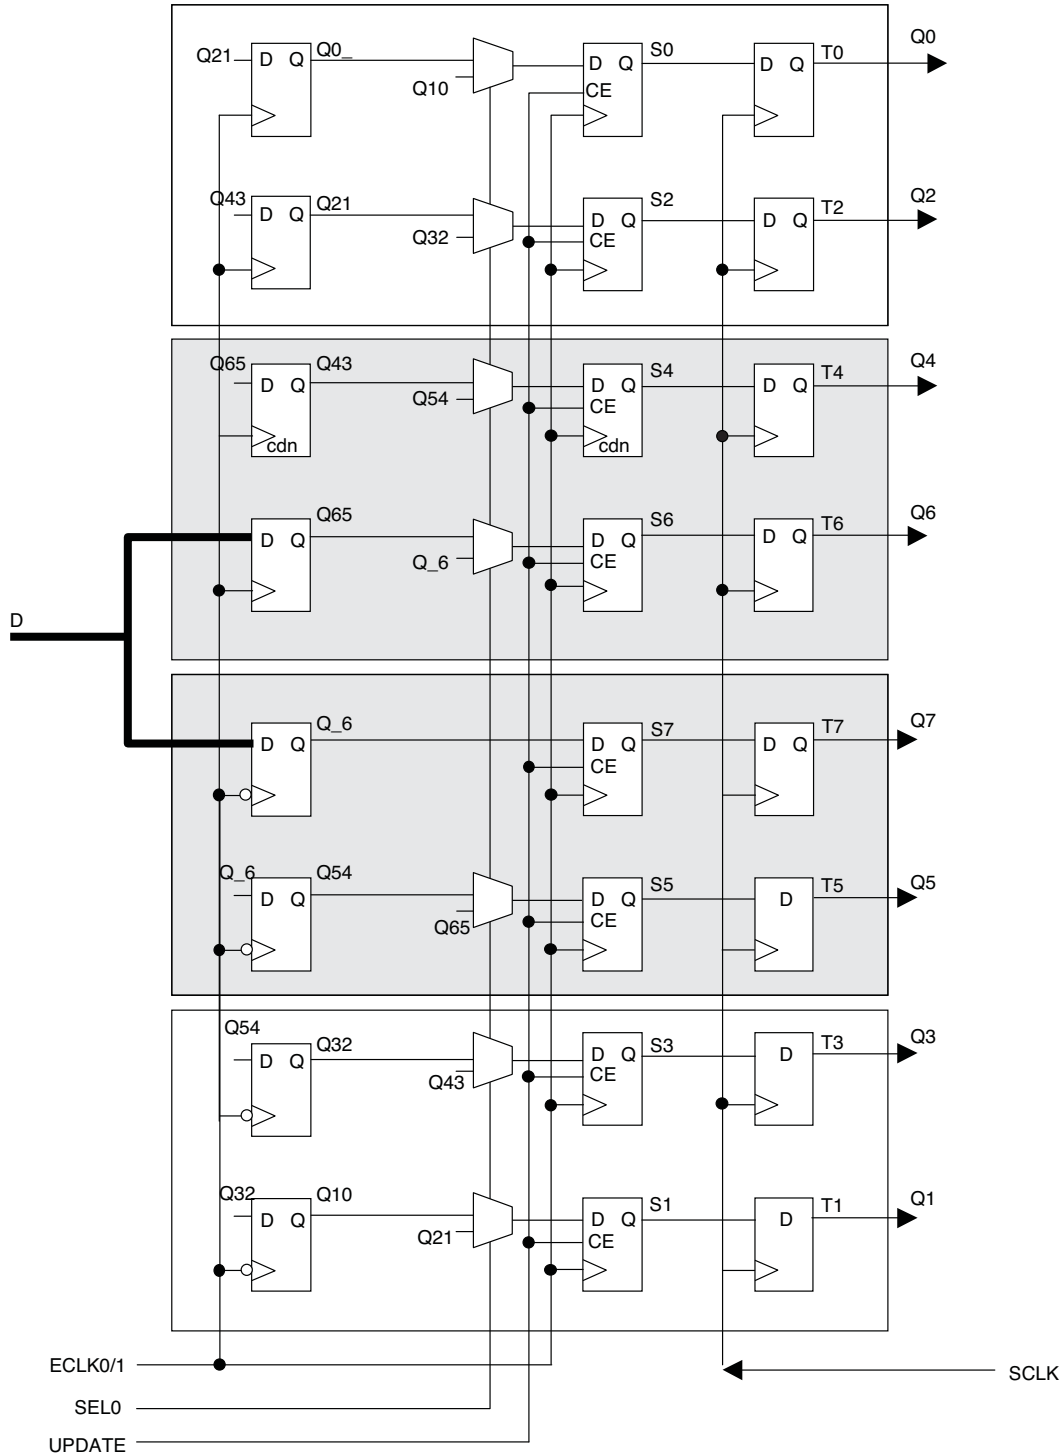 Q0
Q21 D Q Q0_ Q10 D Q CE S0 D Q T0
Q2
Q43 D Q Q21 Q32 D Q CE S2 D Q T2
Q4
Q65 D Q cdn Q43 Q54 D Q CE cdn S4 D Q T4
Q6
D Q Q65 Q_6 D Q CE S6 D Q T6
D
Q7
D Q Q_6 D Q CE S7 D Q T7
Q5
Q_6 D Q Q54 Q65 D Q CE S5 D T5
Q3
Q54 D Q Q32 Q43 D Q CE S3 D T3
Q1
Q32 D Q Q10 Q21 D Q CE S1 D T1
ECLK0/1
SCLK
SEL0
UPDATE